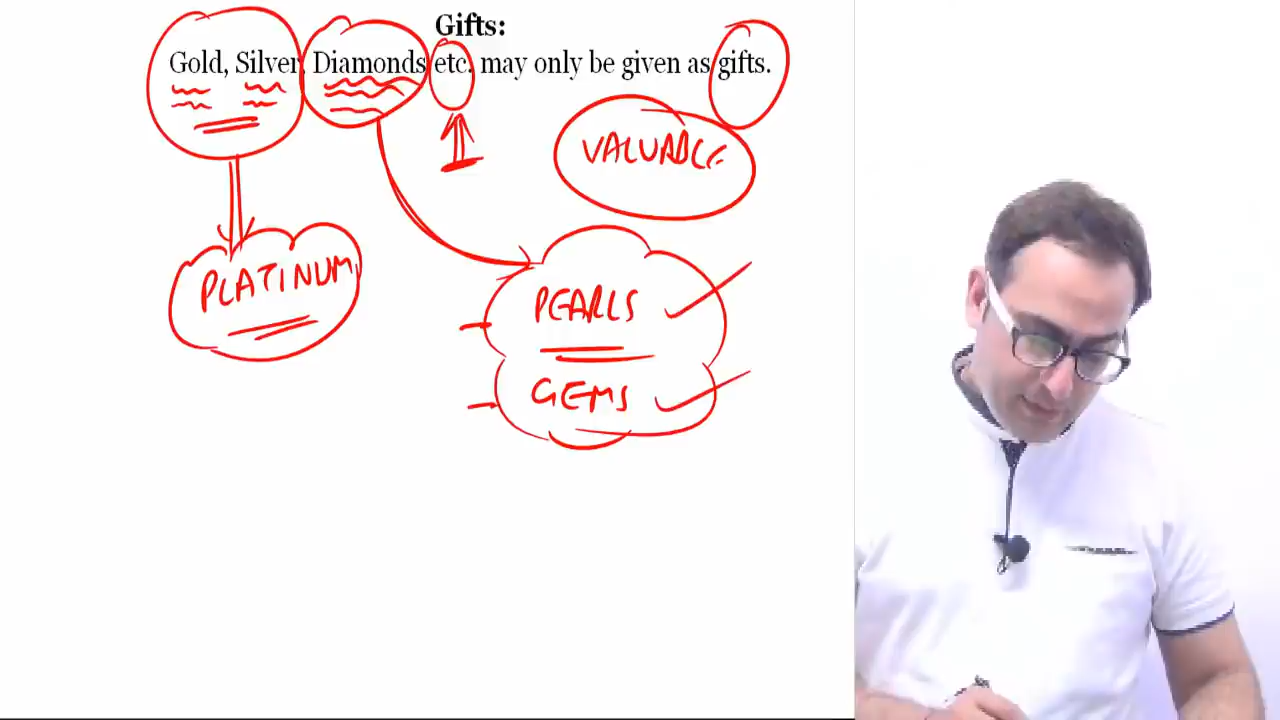 Gifts:
Gold, Silver, Diamonds etc. may only be given as gifts.
VALUABLE
PLATINUM
PEARLS
GEMS